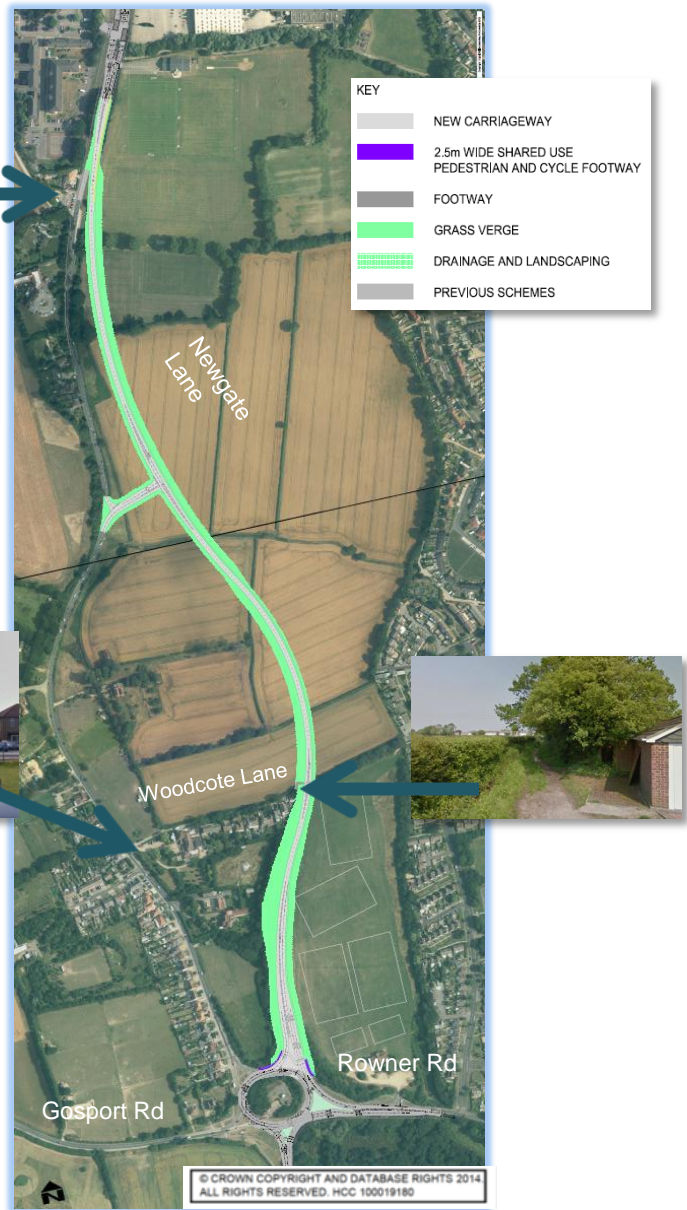 KEY
NEW CARRIAGEWAY
2.5m WIDE SHARED USE
PEDESTRIAN AND CYCLE FOOTWAY
FOOTWAY
GRASS VERGE
DRAINAGE AND LANDSCAPING
PREVIOUS SCHEMES
Newgate
Lane
Woodcote Lane
Rowner Rd
Gosport Rd
N
© CROWN COPYRIGHT AND DATABASE RIGHTS 2014.
ALL RIGHTS RESERVED. HCC 100019180